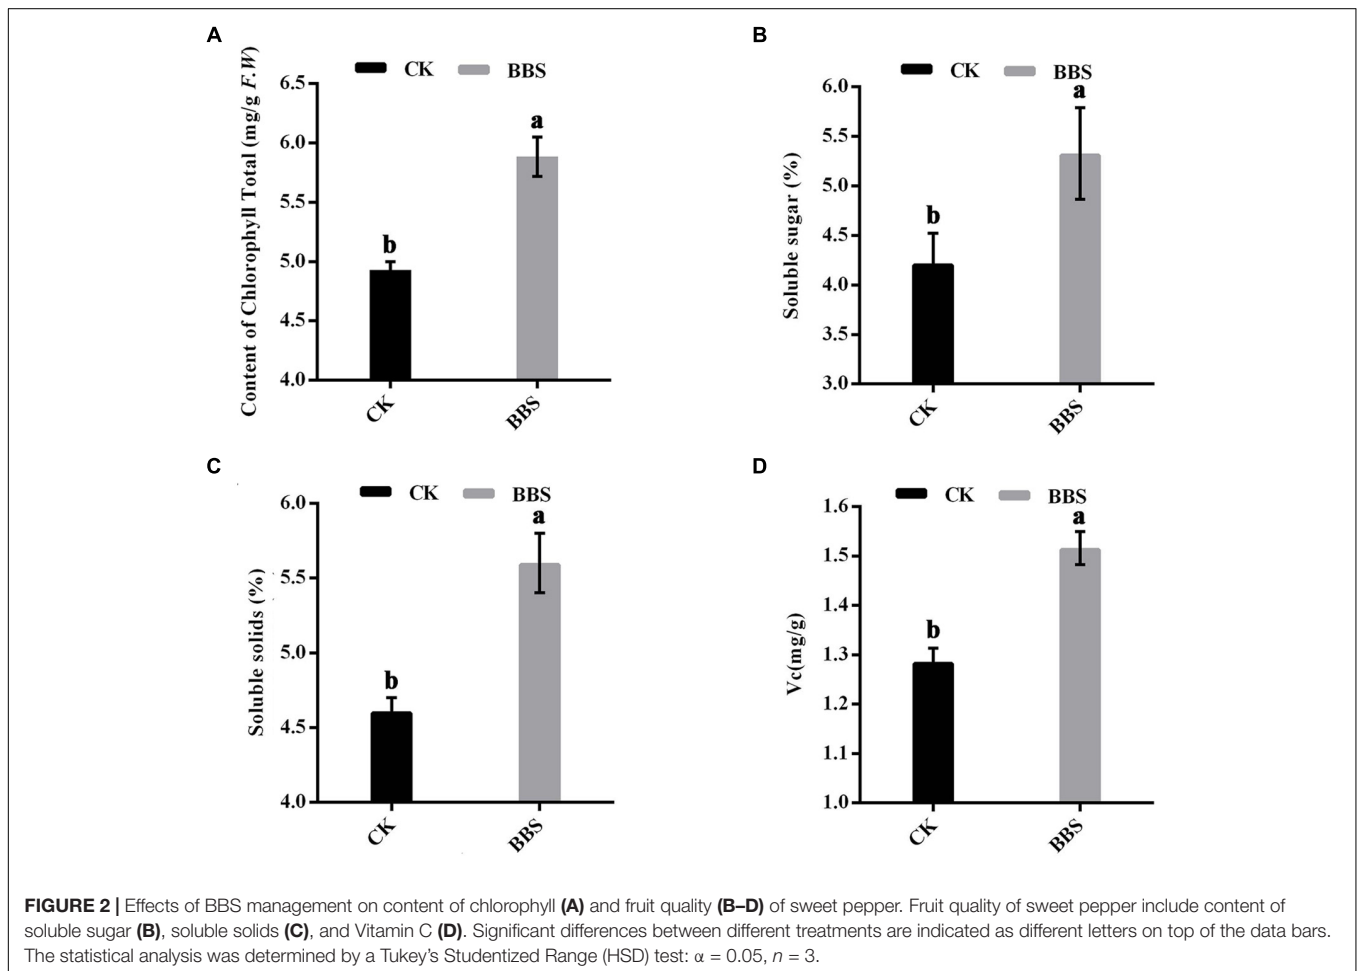 A
CK BBS
Content of Chlorophyll Total (mg/g F.W)
6.5
6.0
5.5
5.0
4.5
4.0
a
b
CK
BBS
B
CK BBS
Soluble sugar (%)
6.0
5.5
5.0
4.5
4.0
3.5
3.0
a
b
CK
BBS
C
CK BBS
Soluble solids (%)
6.0
5.5
5.0
4.5
4.0
a
b
CK
BBS
D
CK BBS
Vc(mg/g)
1.6
1.5
1.4
1.3
1.2
1.1
1.0
a
b
CK
BBS
FIGURE 2 | Effects of BBS management on content of chlorophyll (A) and fruit quality (B–D) of sweet pepper. Fruit quality of sweet pepper include content of
soluble sugar (B), soluble solids (C), and Vitamin C (D). Significant differences between different treatments are indicated as different letters on top of the data bars.
The statistical analysis was determined by a Tukey's Studentized Range (HSD) test: α = 0.05, n = 3.